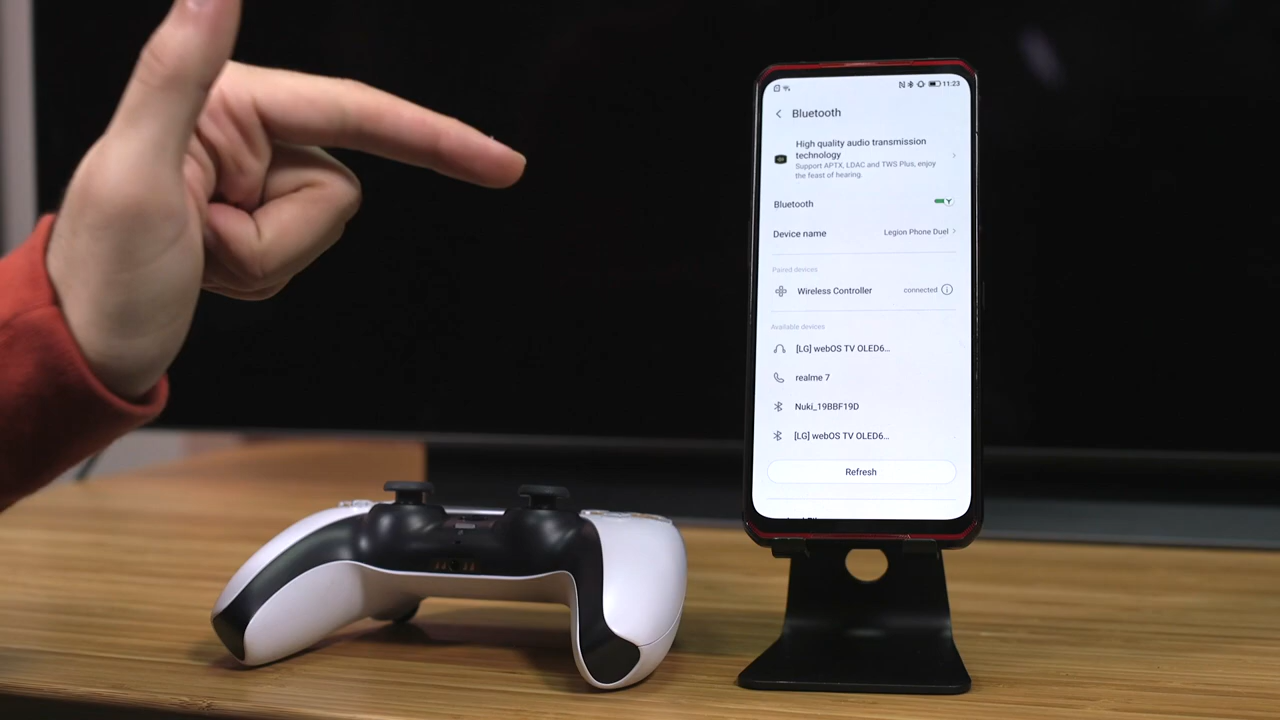 11:23
Bluetooth
High quality audio transmission
technology
Support APTX, LDAC and TWS Plus, enjoy
the feast of hearing.
Bluetooth
Device name Legion Phone Duel
Paired devices
Wireless Controller connected
Available devices
[LG] webOS TV OLED6...
realme 7
Nuki_19BBF19D
[LG] webOS TV OLED6...
Refresh